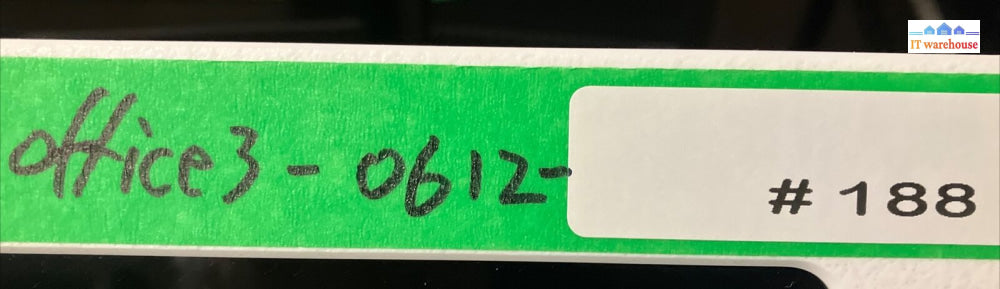 IT warehouse
office3 - 0612-
# 188